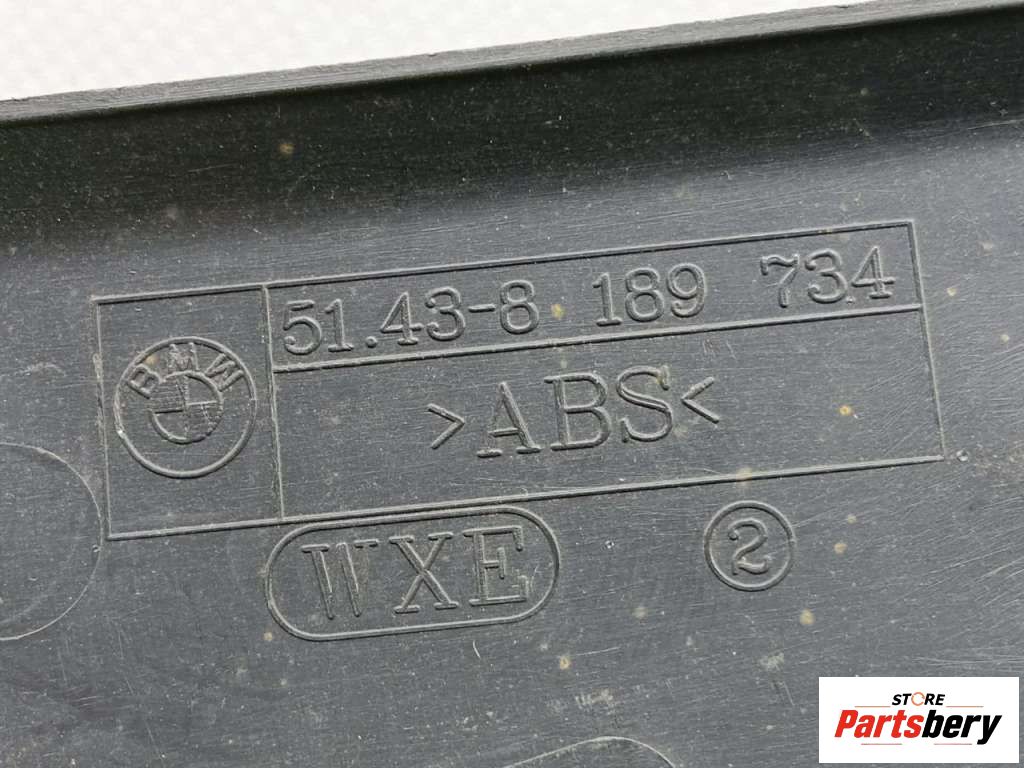 51.43-8 189 734
BMW
>ABS<
WXE
2
STORE
Partsbery